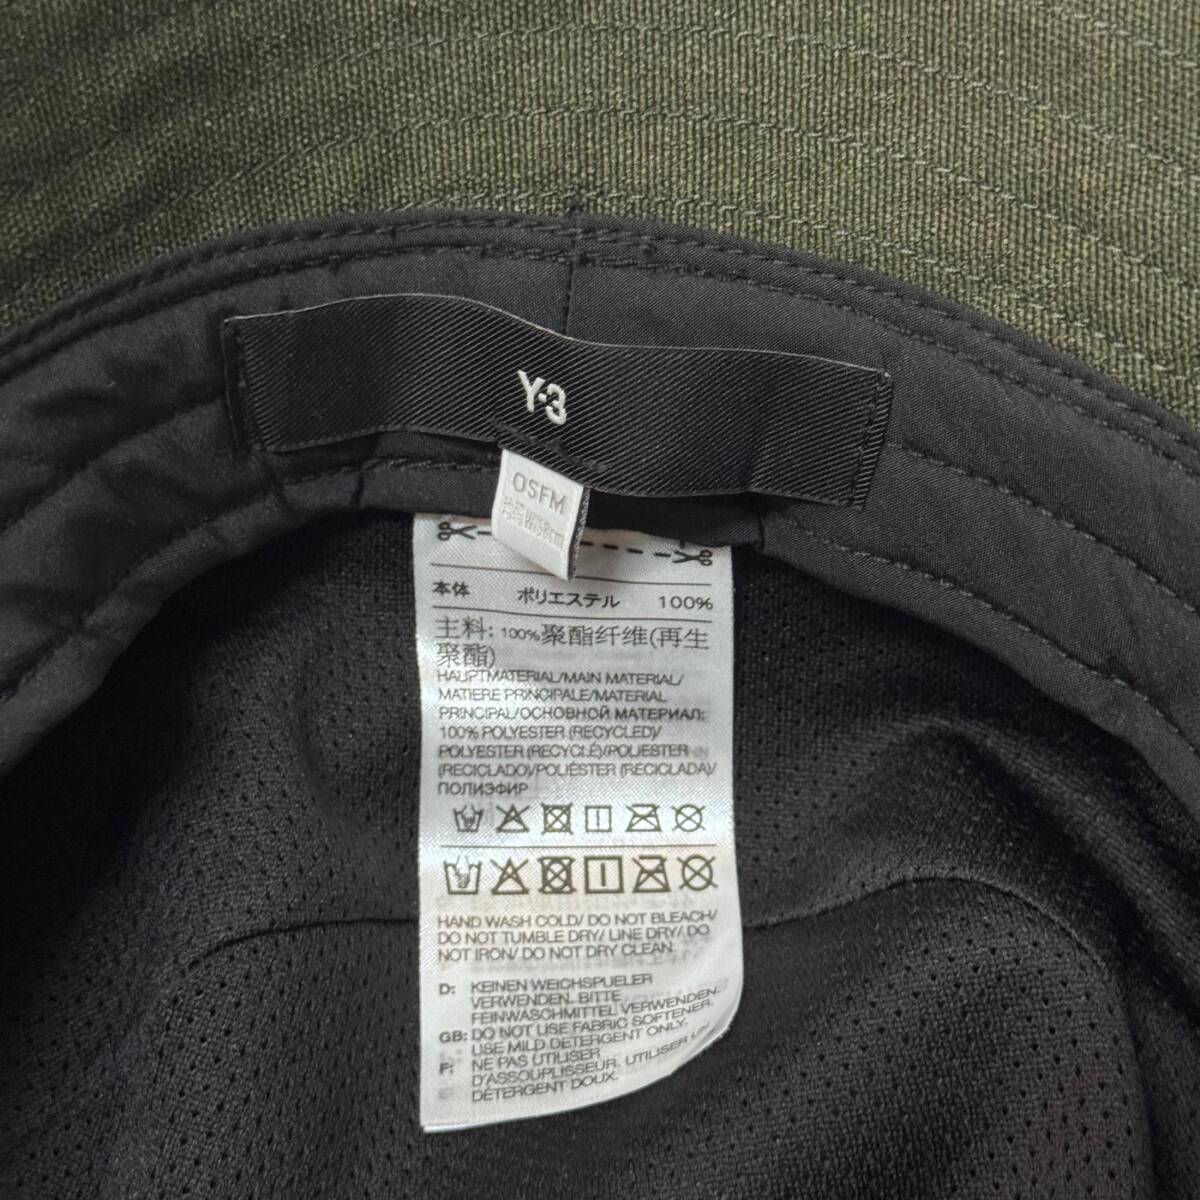 Y-3
OSFM
本体 ポリエステル 100%
主料: 100%聚酯纤维(再生
聚酯)
HAUPTMATERIAL/MAIN MATERIAL/
MATIERE PRINCIPALE/MATERIAL
PRINCIPAL/ОСНОВНОЙ МАТЕРИАЛ:
100% POLYESTER (RECYCLED)/
POLYESTER (RECYCLÉ)/POLIESTER
(RECICLADO)/POLIÉSTER (RECICLADA)/
ПОЛИЭФИР
HAND WASH COLD/ DO NOT BLEACH/
DO NOT TUMBLE DRY/ LINE DRY/ DO
NOT IRON/ DO NOT DRY CLEAN.
D: KEINEN WEICHSPUELER
VERWENDEN. BITTE
FEINWASCHMITTEL VERWENDEN.
GB: DO NOT USE FABRIC SOFTENER.
USE MILD DETERGENT ONLY.
F: NE PAS UTILISER
D'ASSOUPLISSEUR. UTILISER UN
DÉTERGENT DOUX.